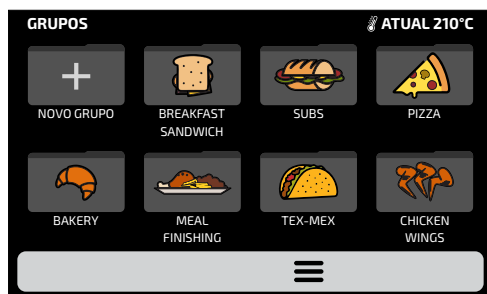 GRUPOS
ATUAL 210°C
NOVO GRUPO
BREAKFAST
SANDWICH
SUBS
PIZZA
BAKERY
MEAL
FINISHING
TEX-MEX
CHICKEN
WINGS